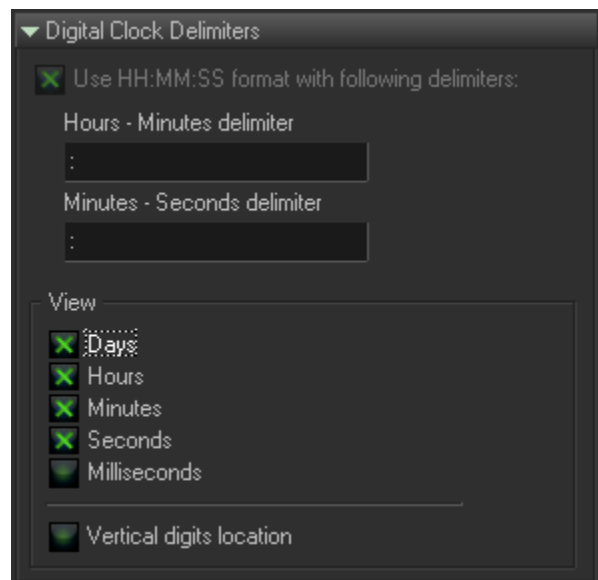 Digital Clock Delimiters
Use HH:MM:SS format with following delimiters:
Hours - Minutes delimiter
:
Minutes - Seconds delimiter
:
View
Days
Hours
Minutes
Seconds
Milliseconds
Vertical digits location